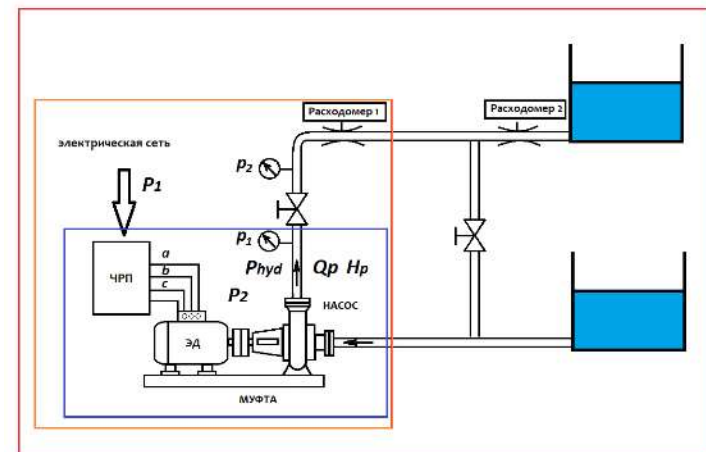 Расходомер 1
Расходомер 2
электрическая сеть
P1
p2
p1
ЧРП
a
b
c
Phyd
Qp Hp
P2
НАСОС
ЭД
МУФТА